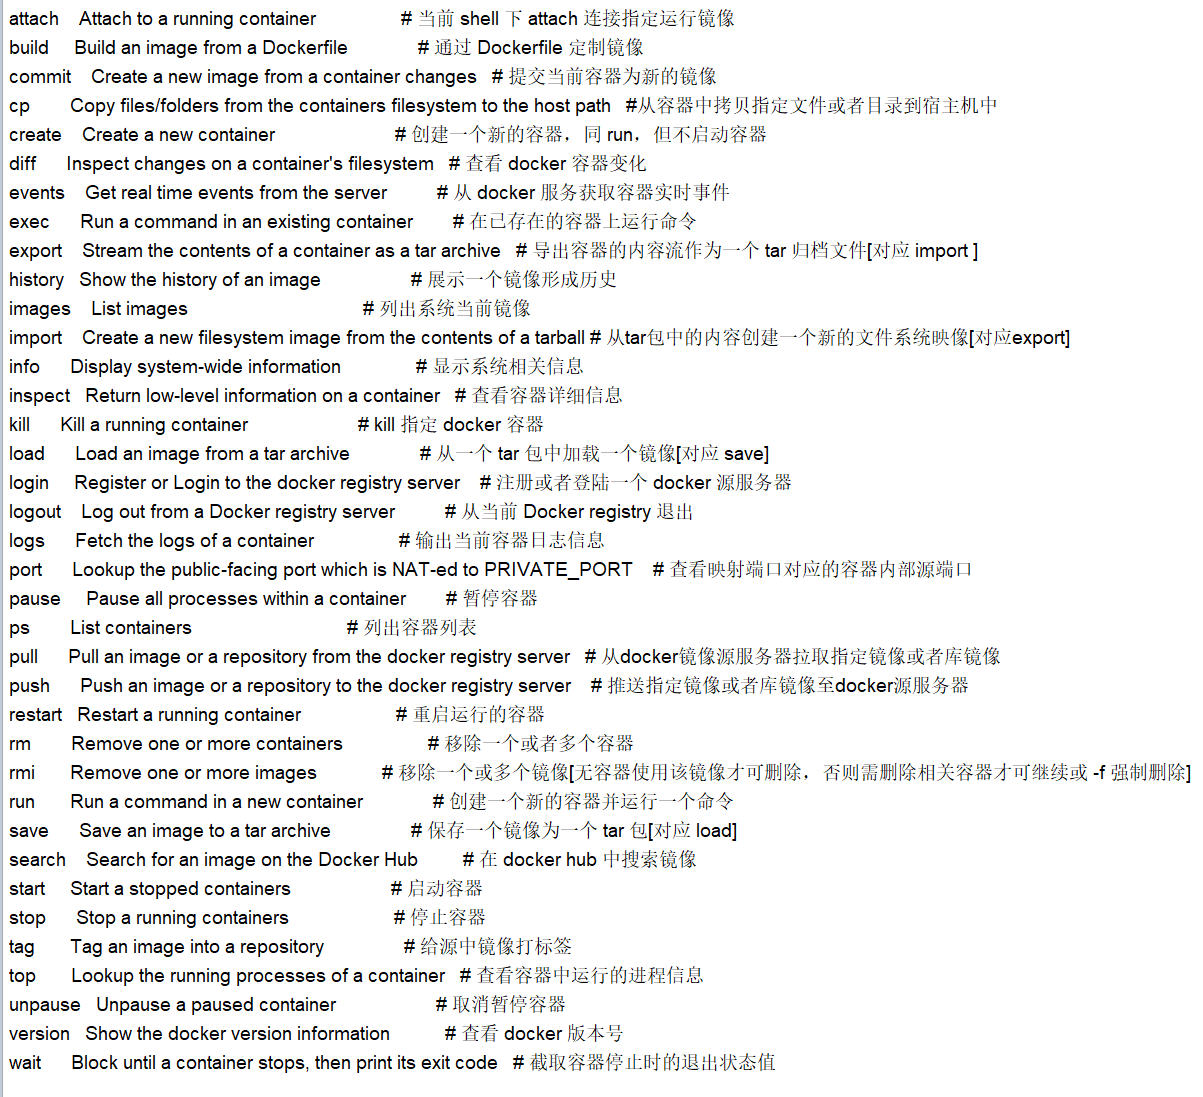 attach Attach to a running container # 当前 shell 下 attach 连接指定运行镜像
build Build an image from a Dockerfile # 通过 Dockerfile 定制镜像
commit Create a new image from a container changes # 提交当前容器为新的镜像
cp Copy files/folders from the containers filesystem to the host path #从容器中拷贝指定文件或者目录到宿主机中
create Create a new container # 创建一个新的容器，同 run，但不启动容器
diff Inspect changes on a container's filesystem # 查看 docker 容器变化
events Get real time events from the server # 从 docker 服务获取容器实时事件
exec Run a command in an existing container # 在已存在的容器上运行命令
export Stream the contents of a container as a tar archive # 导出容器的内容流作为一个 tar 归档文件[对应 import ]
history Show the history of an image # 展示一个镜像形成历史
images List images # 列出系统当前镜像
import Create a new filesystem image from the contents of a tarball # 从tar包中的内容创建一个新的文件系统映像[对应export]
info Display system-wide information # 显示系统相关信息
inspect Return low-level information on a container # 查看容器详细信息
kill Kill a running container # kill 指定 docker 容器
load Load an image from a tar archive # 从一个 tar 包中加载一个镜像[对应 save]
login Register or Login to the docker registry server # 注册或者登陆一个 docker 源服务器
logout Log out from a Docker registry server # 从当前 Docker registry 退出
logs Fetch the logs of a container # 输出当前容器日志信息
port Lookup the public-facing port which is NAT-ed to PRIVATE_PORT # 查看映射端口对应的容器内部源端口
pause Pause all processes within a container # 暂停容器
ps List containers # 列出容器列表
pull Pull an image or a repository from the docker registry server # 从docker镜像源服务器拉取指定镜像或者库镜像
push Push an image or a repository to the docker registry server # 推送指定镜像或者库镜像至docker源服务器
restart Restart a running container # 重启运行的容器
rm Remove one or more containers # 移除一个或者多个容器
rmi Remove one or more images # 移除一个或多个镜像[无容器使用该镜像才可删除，否则需删除相关容器才可继续或 -f 强制删除]
run Run a command in a new container # 创建一个新的容器并运行一个命令
save Save an image to a tar archive # 保存一个镜像为一个 tar 包[对应 load]
search Search for an image on the Docker Hub # 在 docker hub 中搜索镜像
start Start a stopped containers # 启动容器
stop Stop a running containers # 停止容器
tag Tag an image into a repository # 给源中镜像打标签
top Lookup the running processes of a container # 查看容器中运行的进程信息
unpause Unpause a paused container # 取消暂停容器
version Show the docker version information # 查看 docker 版本号
wait Block until a container stops, then print its exit code # 截取容器停止时的退出状态值